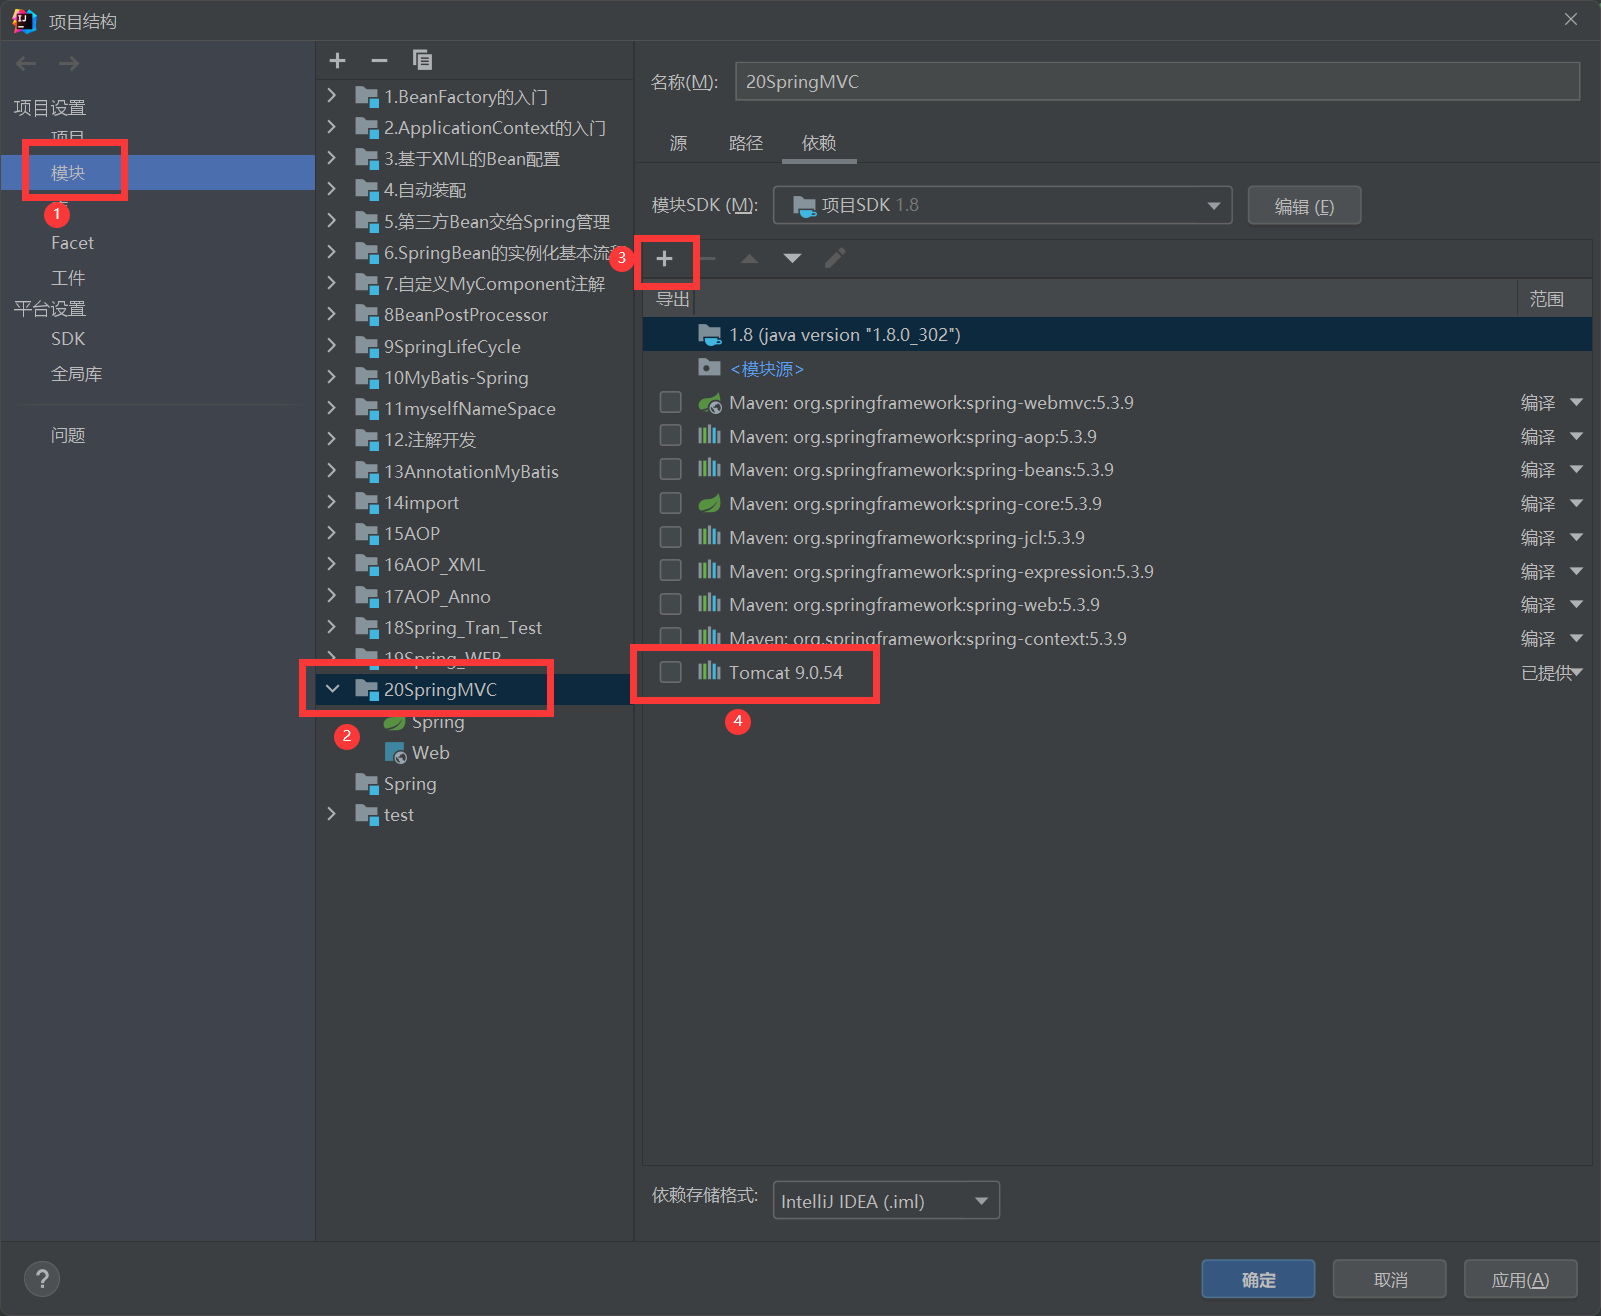 项目结构
项目设置
项目
模块
1
Facet
工件
平台设置
SDK
全局库
问题
1.BeanFactory的入门
2.ApplicationContext的入门
3.基于XML的Bean配置
4.自动装配
5.第三方Bean交给Spring管理
6.SpringBean的实例化基本流
7.自定义MyComponent注解
8BeanPostProcessor
9SpringLifeCycle
10MyBatis-Spring
11myselfNameSpace
12.注解开发
13AnnotationMyBatis
14import
15AOP
16AOP_XML
17AOP_Anno
18Spring_Tran_Test
19Spring_WEB
20SpringMVC
2
Spring
Web
Spring
test
名称(M): 20SpringMVC
源 路径 依赖
模块SDK (M): 项目SDK 1.8 编辑 (E)
3
导出 范围
1.8 (java version "1.8.0_302")
<模块源>
Maven: org.springframework:spring-webmvc:5.3.9 编译
Maven: org.springframework:spring-aop:5.3.9 编译
Maven: org.springframework:spring-beans:5.3.9 编译
Maven: org.springframework:spring-core:5.3.9 编译
Maven: org.springframework:spring-jcl:5.3.9 编译
Maven: org.springframework:spring-expression:5.3.9 编译
Maven: org.springframework:spring-web:5.3.9 编译
Maven: org.springframework:spring-context:5.3.9 编译
Tomcat 9.0.54 已提供
4
依赖存储格式: IntelliJ IDEA (.iml)
? 确定 取消 应用(A)